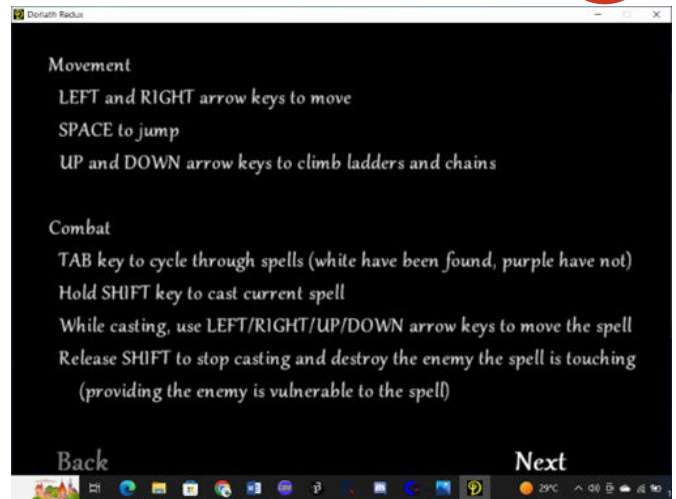 Doriath Redux
Movement
LEFT and RIGHT arrow keys to move
SPACE to jump
UP and DOWN arrow keys to climb ladders and chains
Combat
TAB key to cycle through spells (white have been found, purple have not)
Hold SHIFT key to cast current spell
While casting, use LEFT/RIGHT/UP/DOWN arrow keys to move the spell
Release SHIFT to stop casting and destroy the enemy the spell is touching
(providing the enemy is vulnerable to the spell)
Back Next
29°C